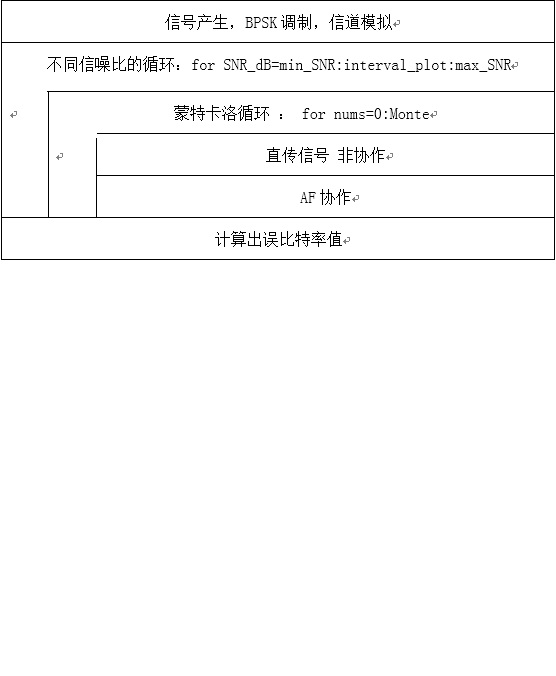 信号产生，BPSK 调制，信道模拟
不同信噪比的循环：for SNR_dB=min_SNR:interval_plot:max_SNR
蒙特卡洛循环 ： for nums=0:Monte
直传信号 非协作
AF 协作
计算出误比特率值